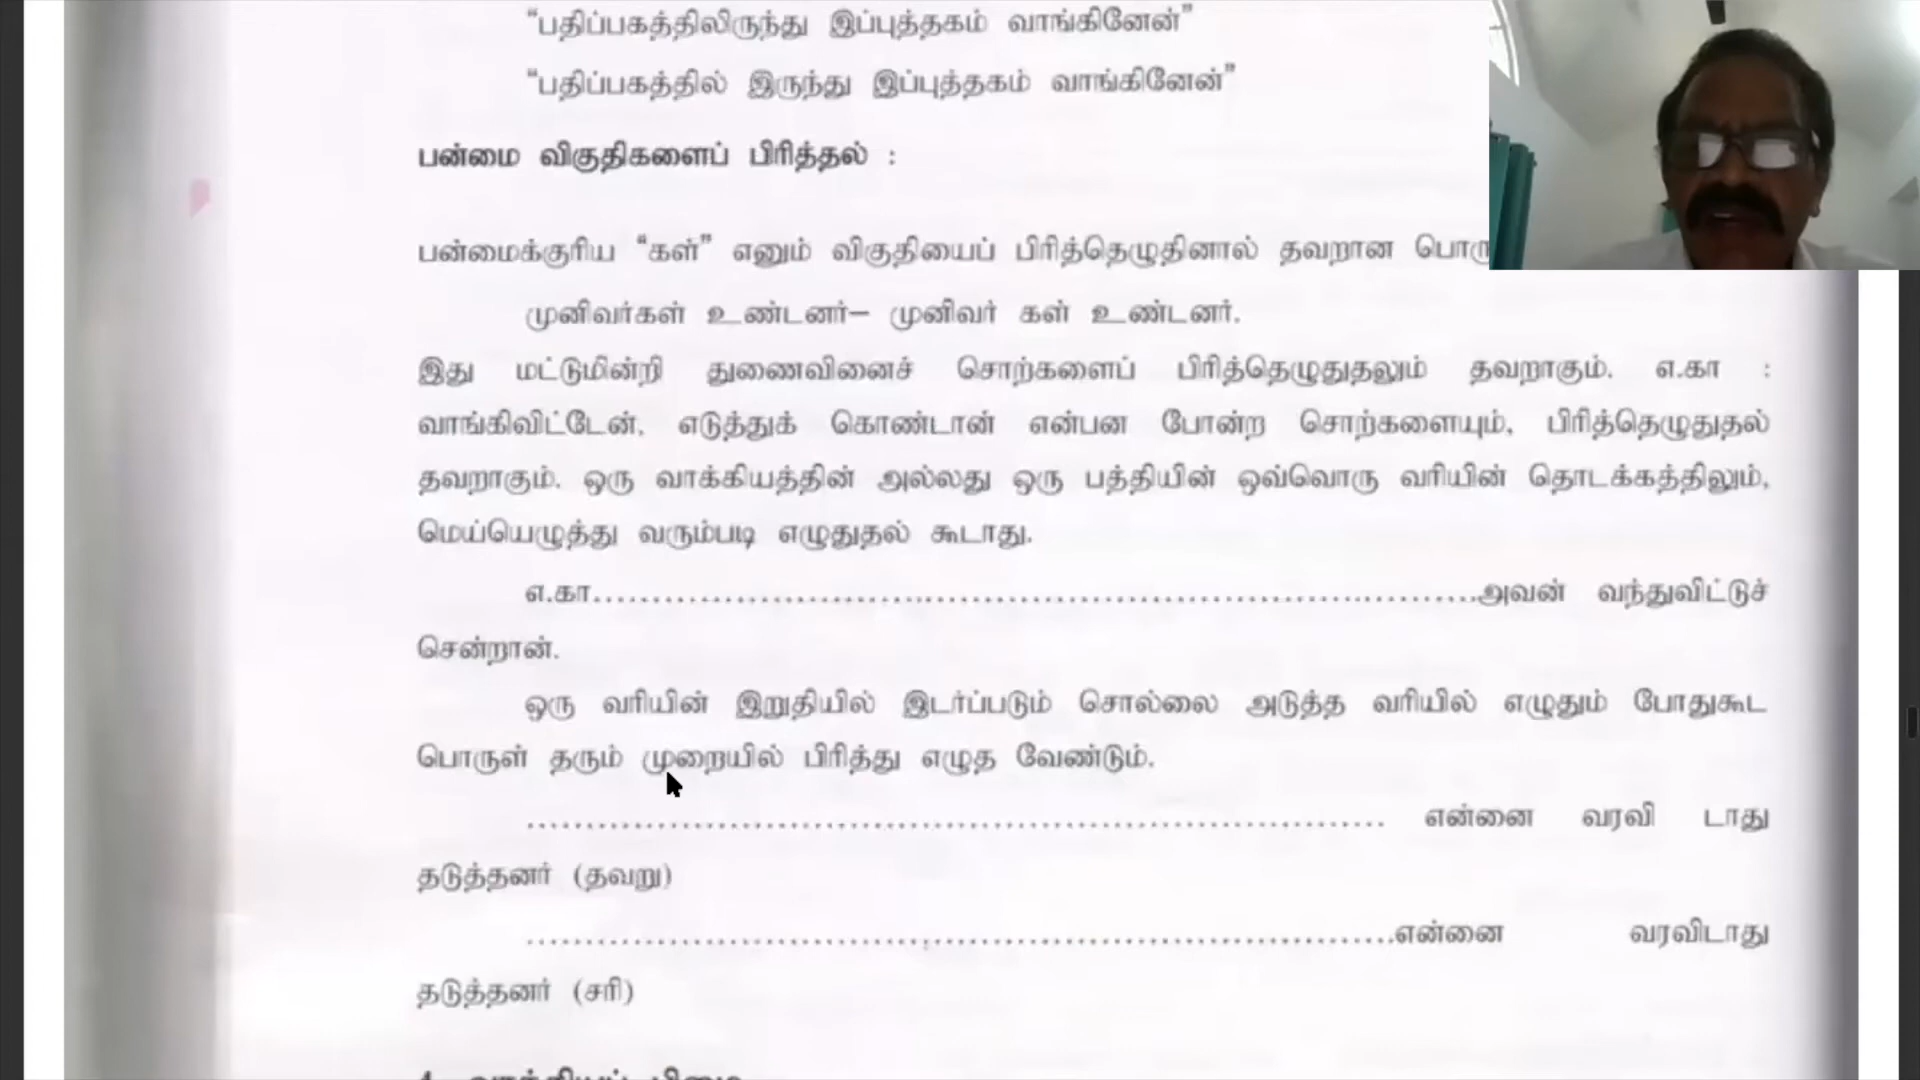 “பதிப்பகத்திலிருந்து இப்புத்தகம் வாங்கினேன்”
“பதிப்பகத்தில் இருந்து இப்புத்தகம் வாங்கினேன்”
பன்மை விகுதிகளைப் பிரித்தல் :
பன்மைக்குரிய “கள்” எனும் விகுதியைப் பிரித்தெழுதினால் தவறான
முனிவர்கள் உண்டனர்– முனிவர் கள் உண்டனர்.
இது மட்டுமின்றி துணைவினைச் சொற்களைப் பிரித்தெழுதுதலும் தவறாகும். எ.கா :
வாங்கிவிட்டேன், எடுத்துக் கொண்டான் என்பன போன்ற சொற்களையும், பிரித்தெழுதுதல்
தவறாகும். ஒரு வாக்கியத்தின் அல்லது ஒரு பத்தியின் ஒவ்வொரு வரியின் தொடக்கத்திலும்,
மெய்யெழுத்து வரும்படி எழுதுதல் கூடாது.
எ.கா..........................................................................அவன் வந்துவிட்டுச்
சென்றான்.
ஒரு வரியின் இறுதியில் இடர்ப்படும் சொல்லை அடுத்த வரியில் எழுதும் போதுகூட
பொருள் தரும் முறையில் பிரித்து எழுத வேண்டும்.
........................................................................ என்னை வரவி டாது
தடுத்தனர் (தவறு)
.........................................................................என்னை வரவிடாது
தடுத்தனர் (சரி)